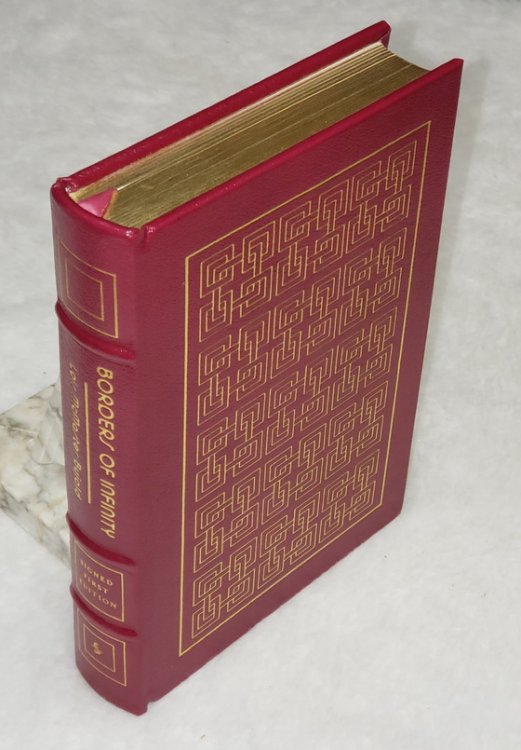 BORDERS OF INFINITY
Lois McMaster Bujold
SIGNED
FIRST
EDITION